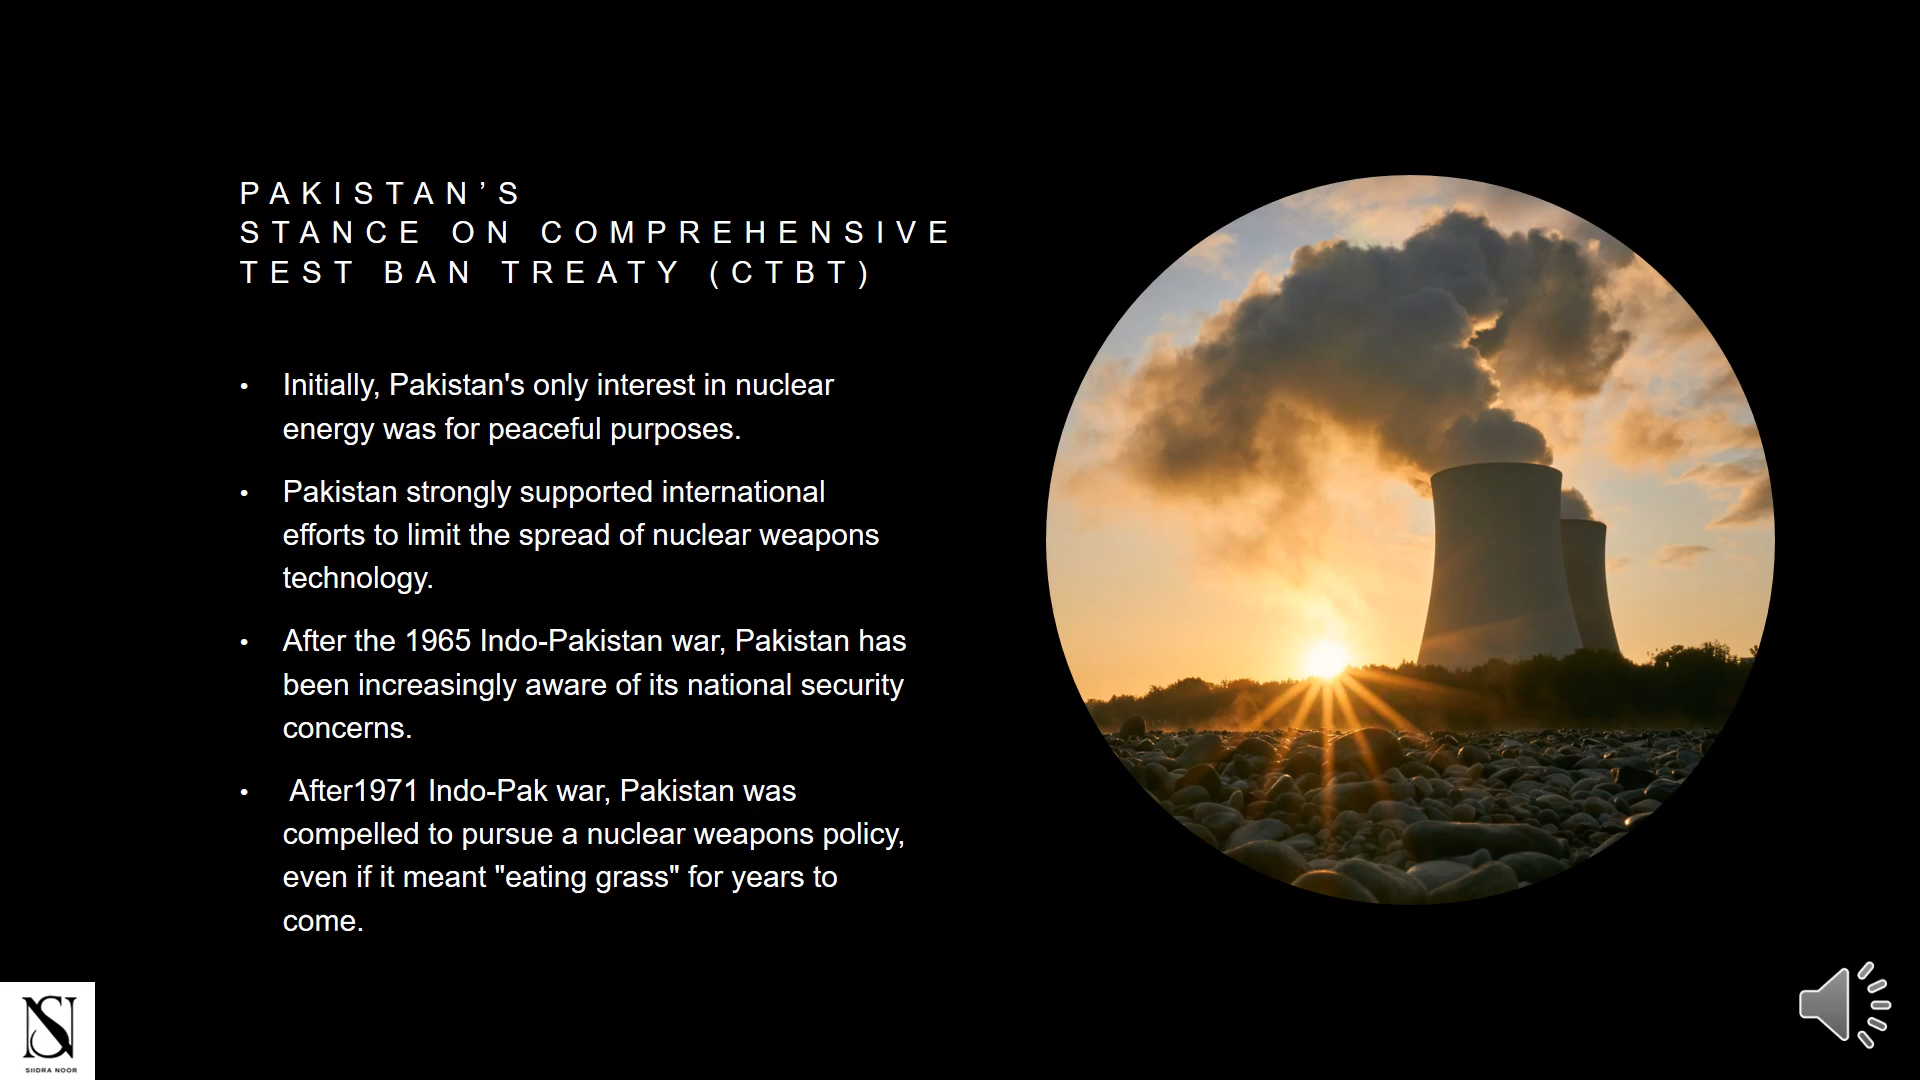 PAKISTAN’S
STANCE ON COMPREHENSIVE
TEST BAN TREATY (CTBT)
• Initially, Pakistan's only interest in nuclear
energy was for peaceful purposes.
• Pakistan strongly supported international
efforts to limit the spread of nuclear weapons
technology.
• After the 1965 Indo-Pakistan war, Pakistan has
been increasingly aware of its national security
concerns.
• After1971 Indo-Pak war, Pakistan was
compelled to pursue a nuclear weapons policy,
even if it meant "eating grass" for years to
come.
SN
SIIDRA NOOR